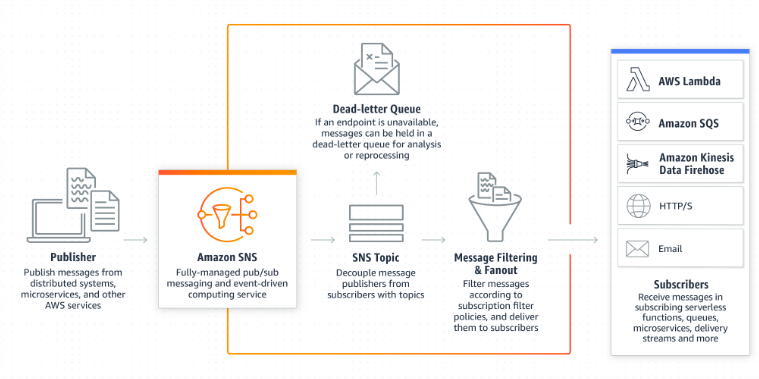 Dead-letter Queue
If an endpoint is unavailable,
messages can be held in a
dead-letter queue for analysis
or reprocessing
Publisher
Publish messages from
distributed systems,
microservices, and other
AWS services
Amazon SNS
Fully-managed pub/sub
messaging and event-driven
computing service
SNS Topic
Decouple message
publishers from
subscribers with topics
Message Filtering
& Fanout
Filter messages
according to
subscription filter
policies, and deliver
them to subscribers
AWS Lambda
Amazon SQS
Amazon Kinesis
Data Firehose
HTTP/S
Email
Subscribers
Receive messages in
subscribing serverless
functions, queues,
microservices, delivery
streams and more